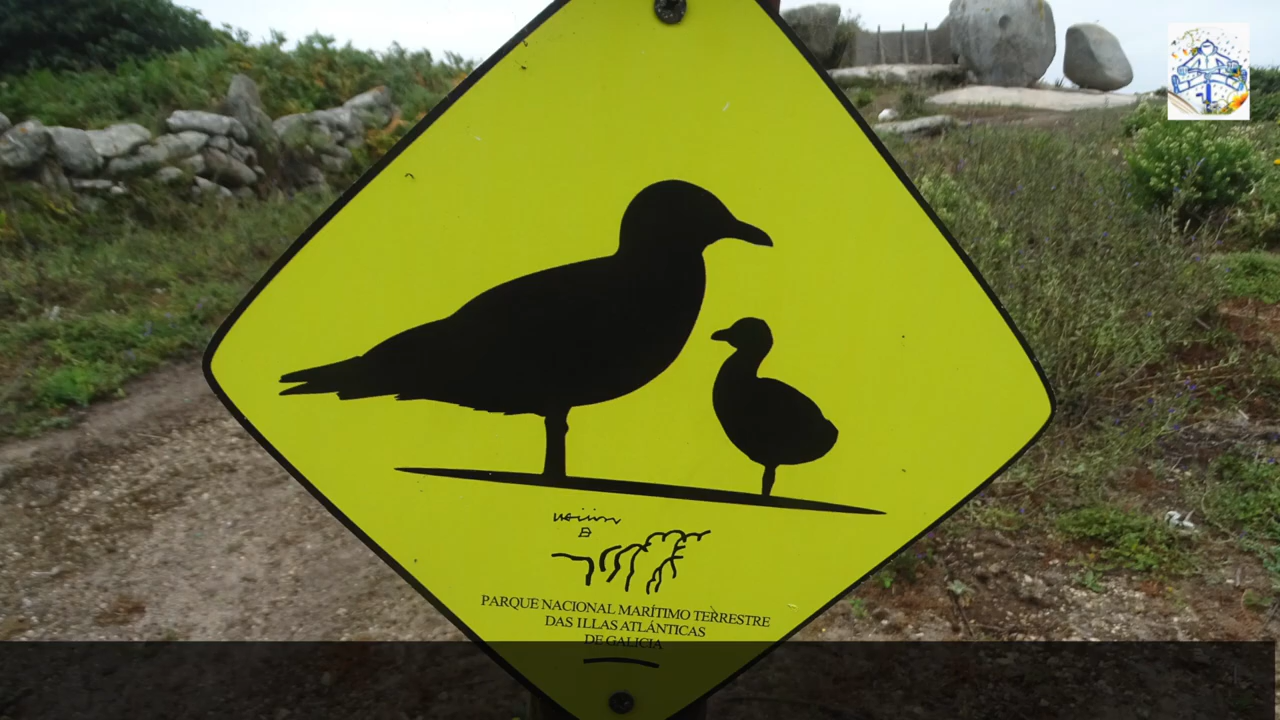 PARQUE NACIONAL MARÍTIMO TERRESTRE
DAS ILLAS ATLÁNTICAS
DE GALICIA